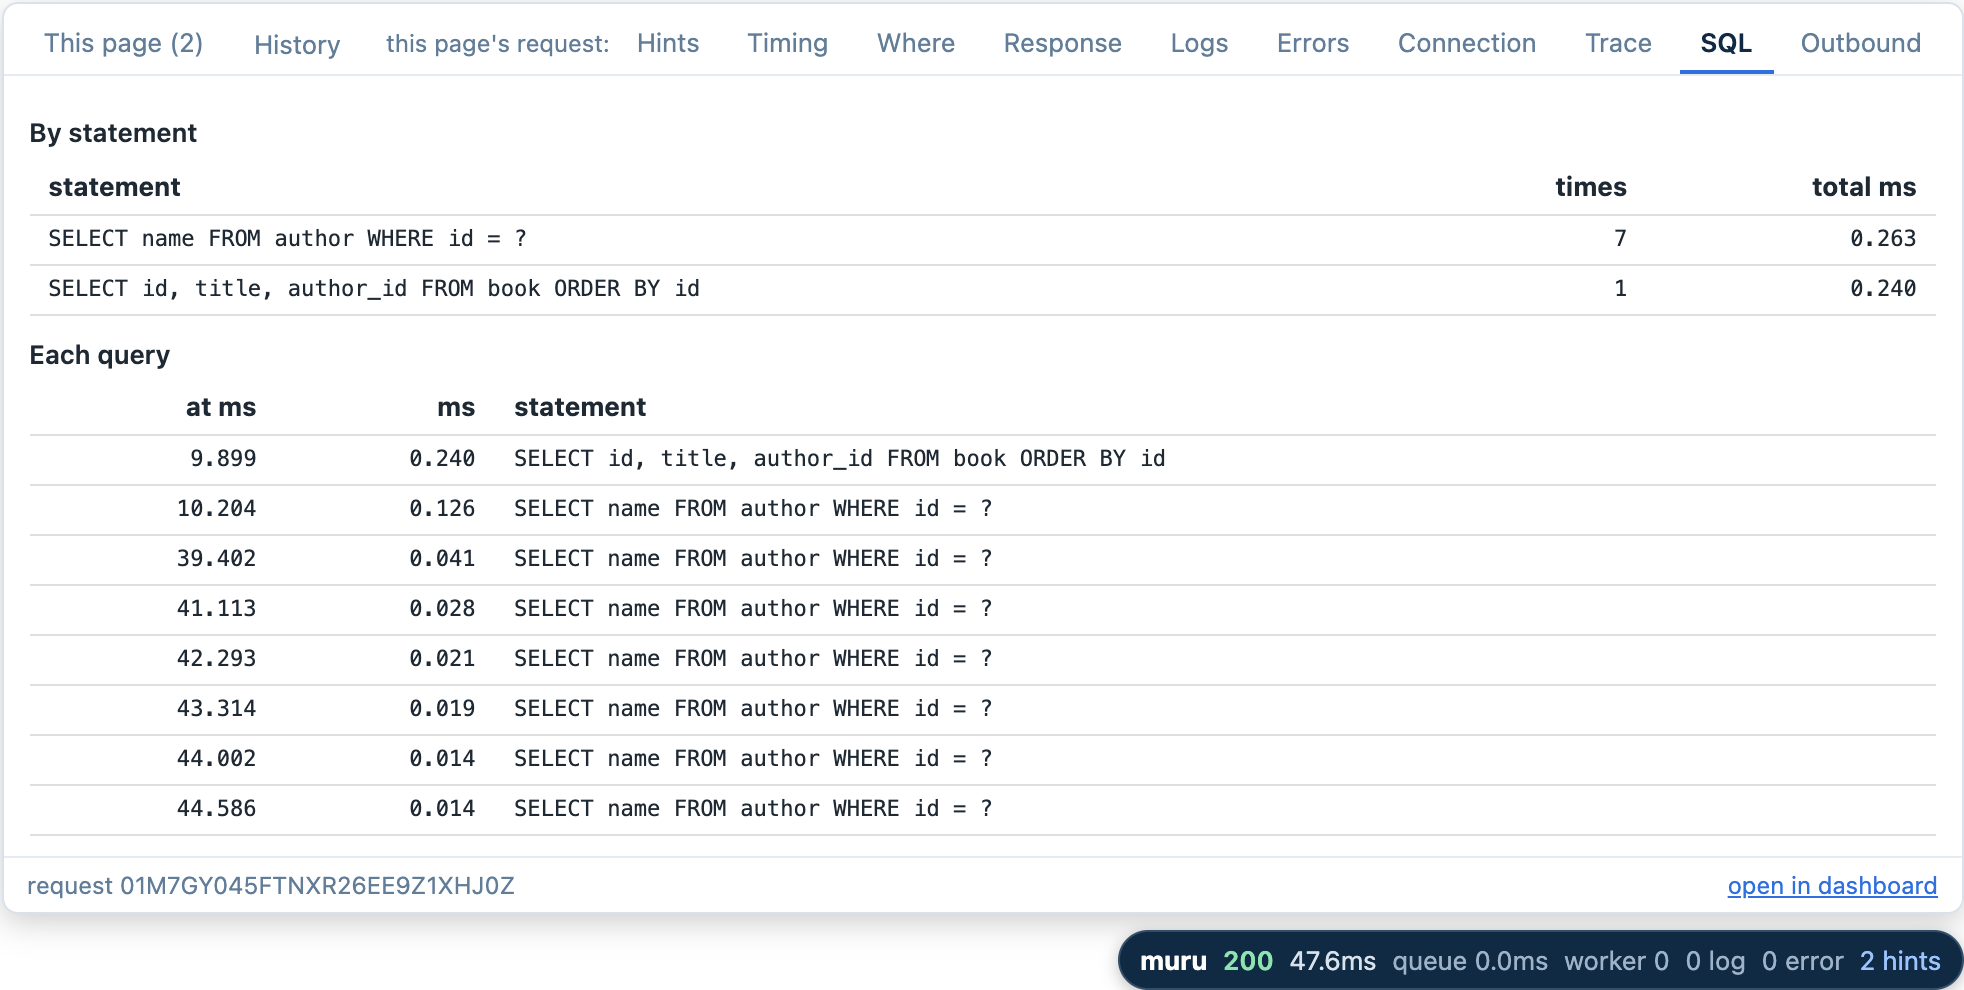 This page (2) History this page's request: Hints Timing Where Response Logs Errors Connection Trace SQL Outbound
By statement
statement times total ms
SELECT name FROM author WHERE id = ? 7 0.263
SELECT id, title, author_id FROM book ORDER BY id 1 0.240
Each query
at ms ms statement
9.899 0.240 SELECT id, title, author_id FROM book ORDER BY id
10.204 0.126 SELECT name FROM author WHERE id = ?
39.402 0.041 SELECT name FROM author WHERE id = ?
41.113 0.028 SELECT name FROM author WHERE id = ?
42.293 0.021 SELECT name FROM author WHERE id = ?
43.314 0.019 SELECT name FROM author WHERE id = ?
44.002 0.014 SELECT name FROM author WHERE id = ?
44.586 0.014 SELECT name FROM author WHERE id = ?
request 01M7GY045FTNXR26EE9Z1XHJ0Z open in dashboard
muru 200 47.6ms queue 0.0ms worker 0 0 log 0 error 2 hints